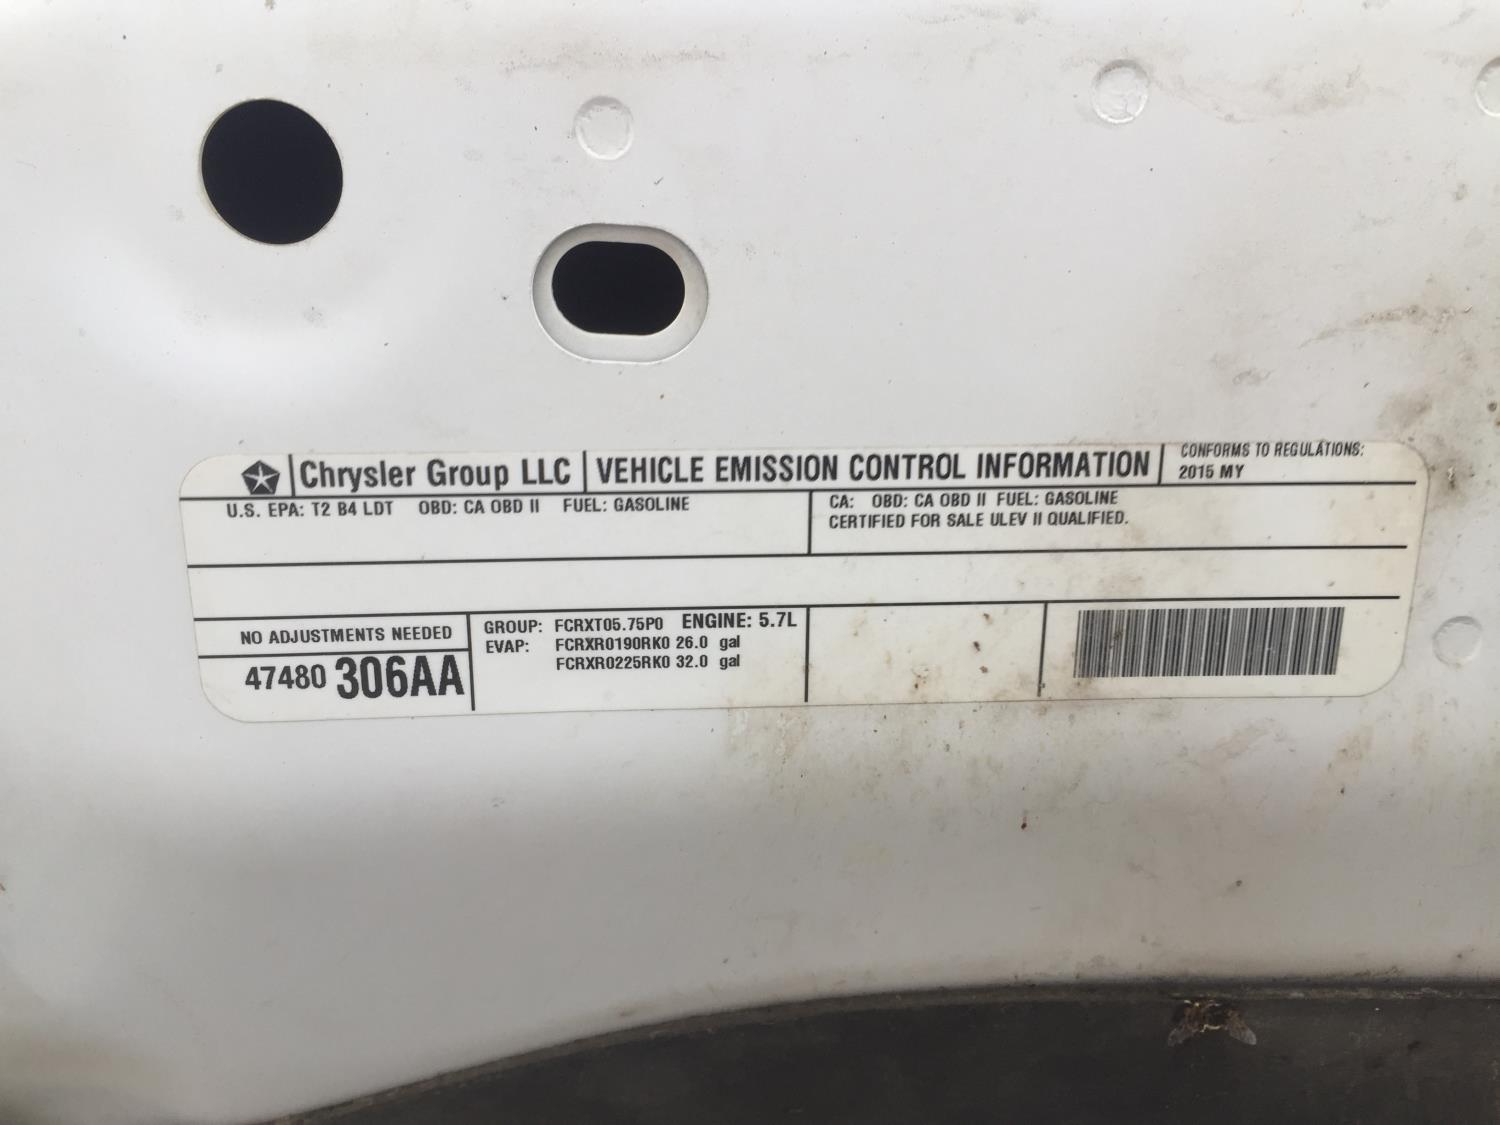 Chrysler Group LLC VEHICLE EMISSION CONTROL INFORMATION
CONFORMS TO REGULATIONS:
2015 MY
U.S. EPA: T2 B4 LDT OBD: CA OBD II FUEL: GASOLINE
CA: OBD: CA OBD II FUEL: GASOLINE
CERTIFIED FOR SALE ULEV II QUALIFIED.
NO ADJUSTMENTS NEEDED
47480 306AA
GROUP: FCRXT05.75P0 ENGINE: 5.7L
EVAP: FCRXR0190RK0 26.0 gal
FCRXR0225RK0 32.0 gal